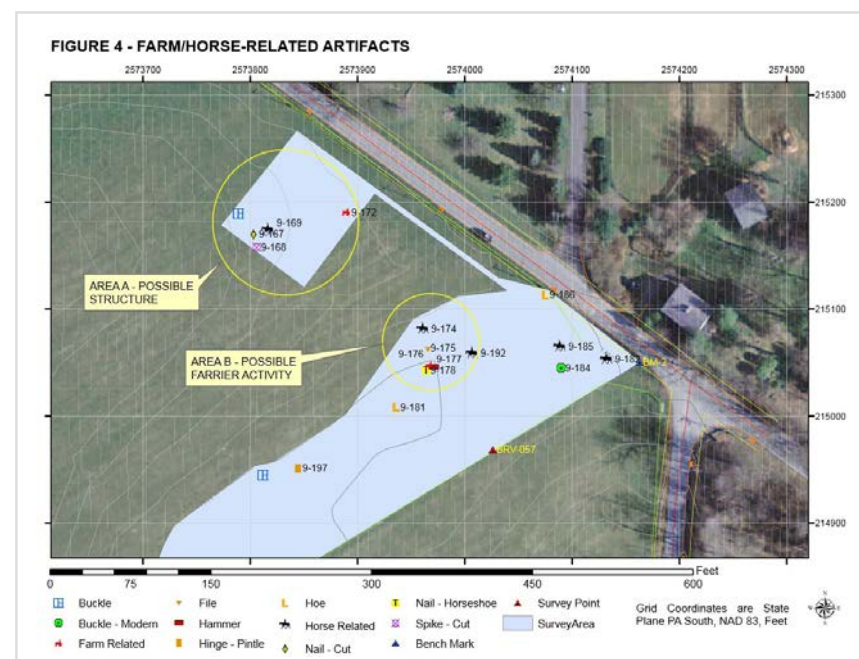 FIGURE 4 - FARM/HORSE-RELATED ARTIFACTS
2573700 2573800 2573900 2574000 2574100 2574200 2574300
215300
215200
9-169
9-172
9-167
9-168
AREA A - POSSIBLE
STRUCTURE
9-186
215100
9-174
9-175
9-185
9-176
9-192
9-177
BM-2
AREA B - POSSIBLE
FARRIER ACTIVITY
9-178
9-184
9-181
215000
BRV-057
9-197
214900
Feet
0 75 150 300 450 600
Buckle File Hoe Nail - Horseshoe Survey Point
Buckle - Modern Hammer Horse Related Spike - Cut SurveyArea
Farm Related Hinge - Pintle Nail - Cut Bench Mark
Grid Coordinates are State
Plane PA South, NAD 83, Feet